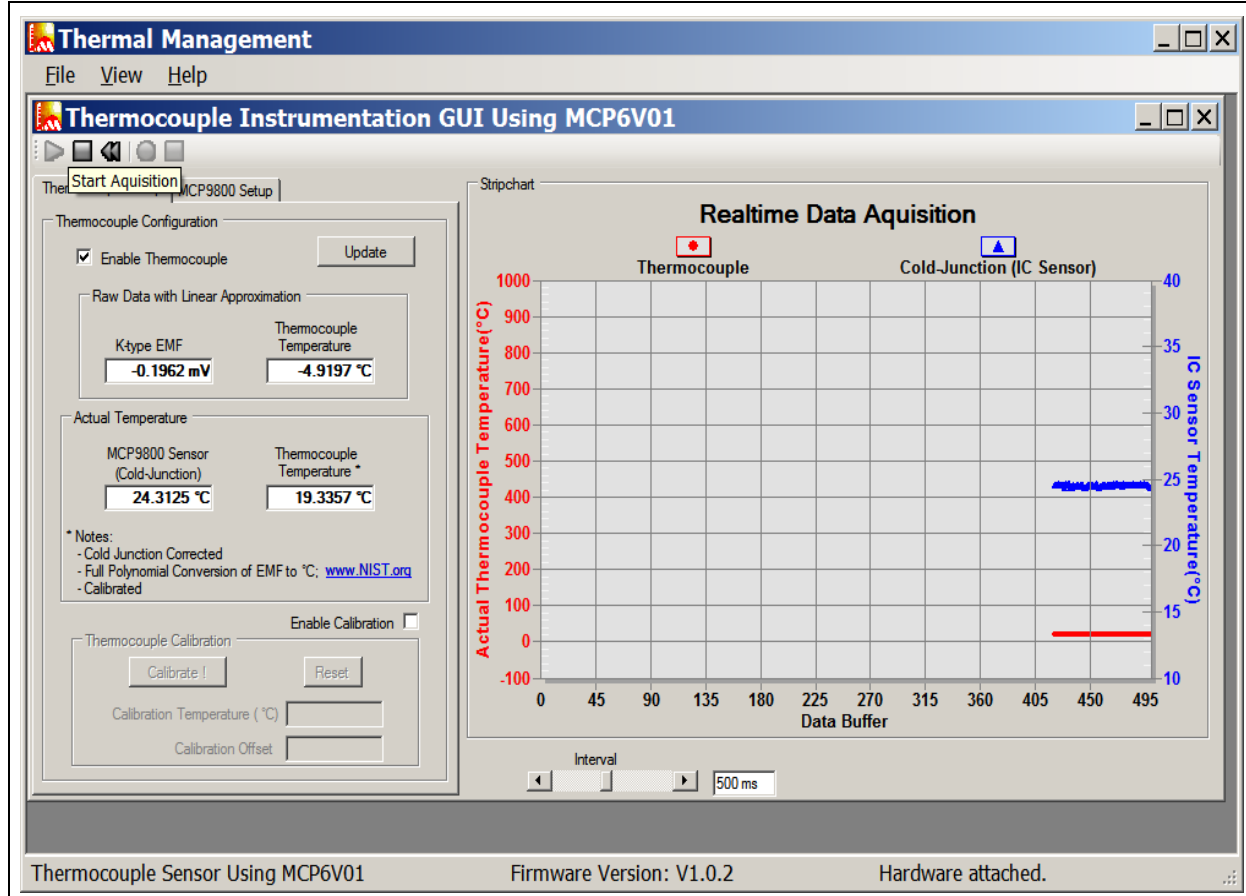 Thermal Management
File View Help
Thermocouple Instrumentation GUI Using MCP6V01
Start Aquisition
Ther
MCP9800 Setup
Thermocouple Configuration
Enable Thermocouple
Update
Raw Data with Linear Approximation
K-type EMF
Thermocouple
Temperature
-0.1962 mV
-4.9197 °C
Actual Temperature
MCP9800 Sensor
(Cold-Junction)
Thermocouple
Temperature *
24.3125 °C
19.3357 °C
* Notes:
- Cold Junction Corrected
- Full Polynomial Conversion of EMF to °C; www.NIST.org
- Calibrated
Enable Calibration
Thermocouple Calibration
Calibrate !
Reset
Calibration Temperature ( °C)
Calibration Offset
Stripchart
Realtime Data Aquisition
Thermocouple
Cold-Junction (IC Sensor)
Actual Thermocouple Temperature(°C)
1000
900
800
700
600
500
400
300
200
100
0
-100
40
35
30
25
20
15
10
IC Sensor Temperature(°C)
0 45 90 135 180 225 270 315 360 405 450 495
Data Buffer
Interval
500 ms
Thermocouple Sensor Using MCP6V01
Firmware Version: V1.0.2
Hardware attached.